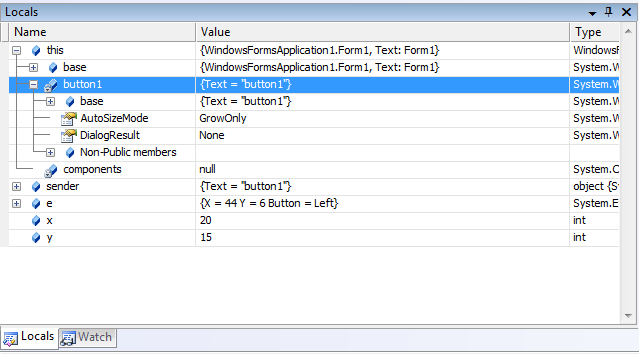 Locals
Name Value Type
this {WindowsFormsApplication1.Form1, Text: Form1} WindowsF
base {WindowsFormsApplication1.Form1, Text: Form1} System.W
button1 {Text = "button1"} System.W
base {Text = "button1"} System.W
AutoSizeMode GrowOnly System.W
DialogResult None System.W
Non-Public members
components null System.C
sender {Text = "button1"} object {S
e {X = 44 Y = 6 Button = Left} System.E
x 20 int
y 15 int
Locals Watch